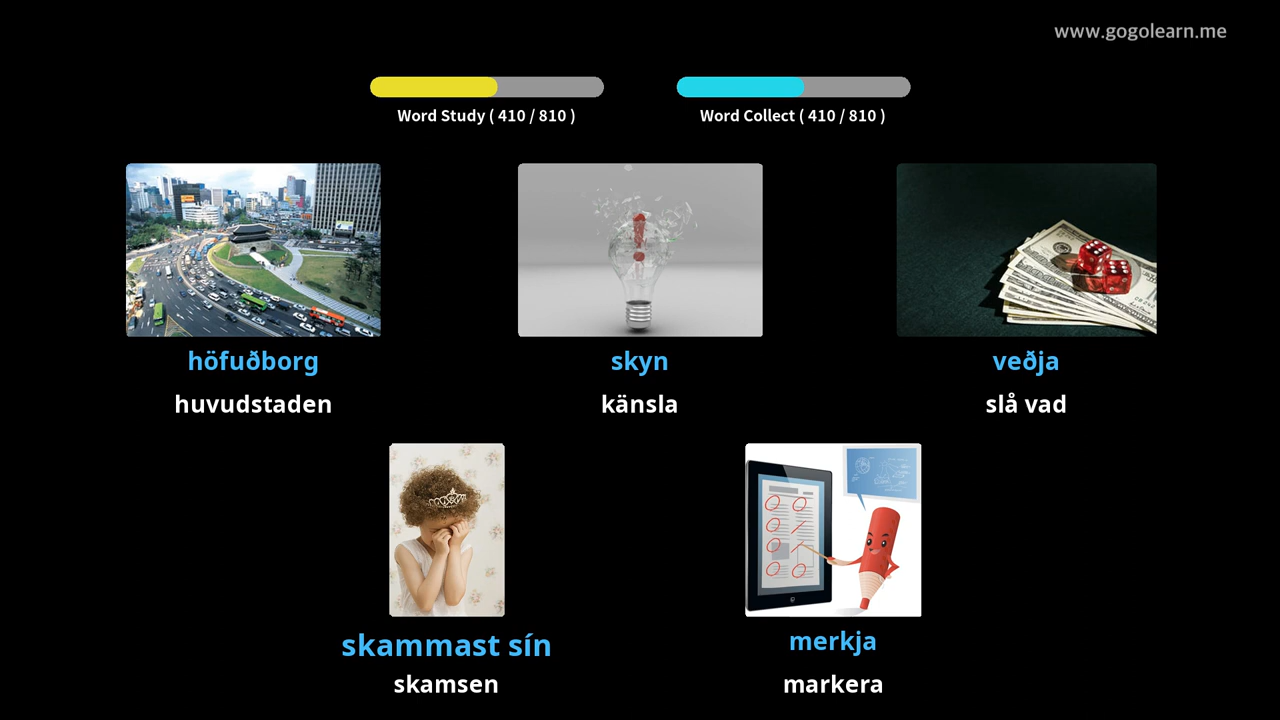 www.gogolearn.me
Word Study ( 410 / 810 )
Word Collect ( 410 / 810 )
höfuðborg
huvudstaden
skyn
känsla
veðja
slå vad
skammast sín
skamsen
merkja
markera